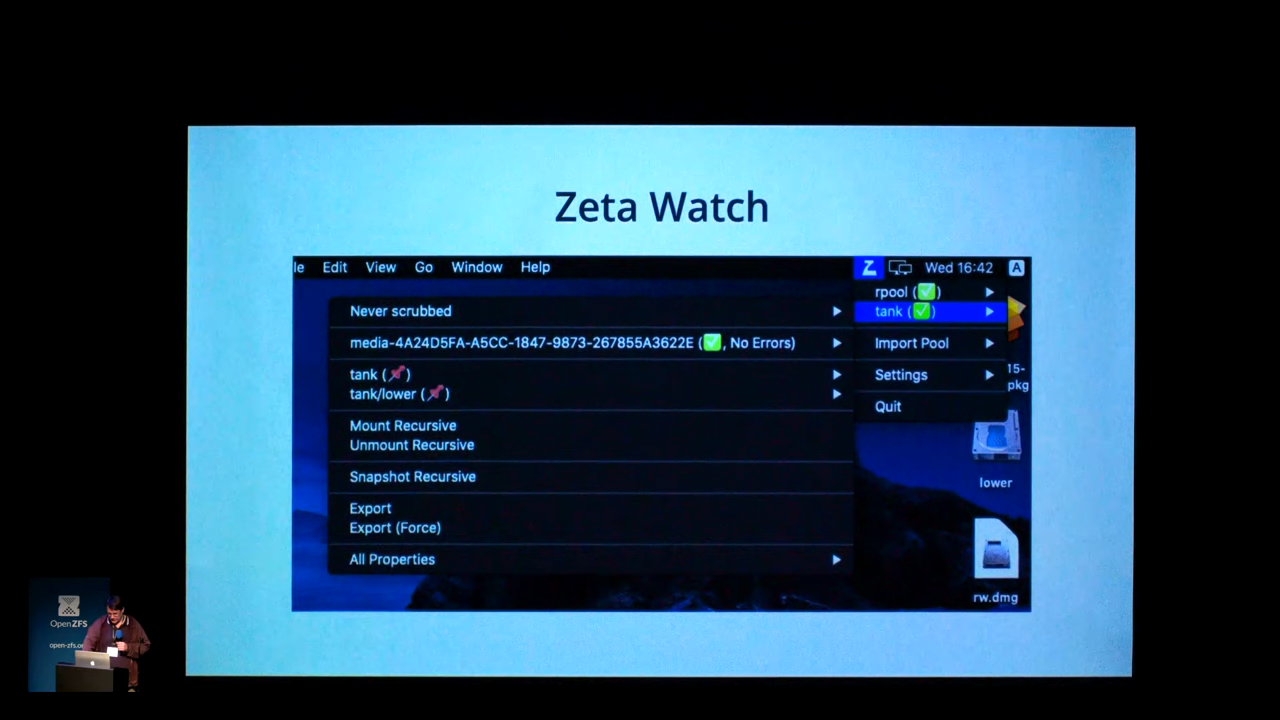 Zeta Watch
le Edit View Go Window Help Z Wed 16:42 A
rpool (✅)
tank (✅)
Import Pool
Settings
Quit
Never scrubbed
media-4A24D5FA-A5CC-1847-9873-267855A3622E (✅, No Errors)
tank (📌)
tank/lower (📌)
Mount Recursive
Unmount Recursive
Snapshot Recursive
Export
Export (Force)
All Properties
15-
pkg
lower
rw.dmg
OpenZFS